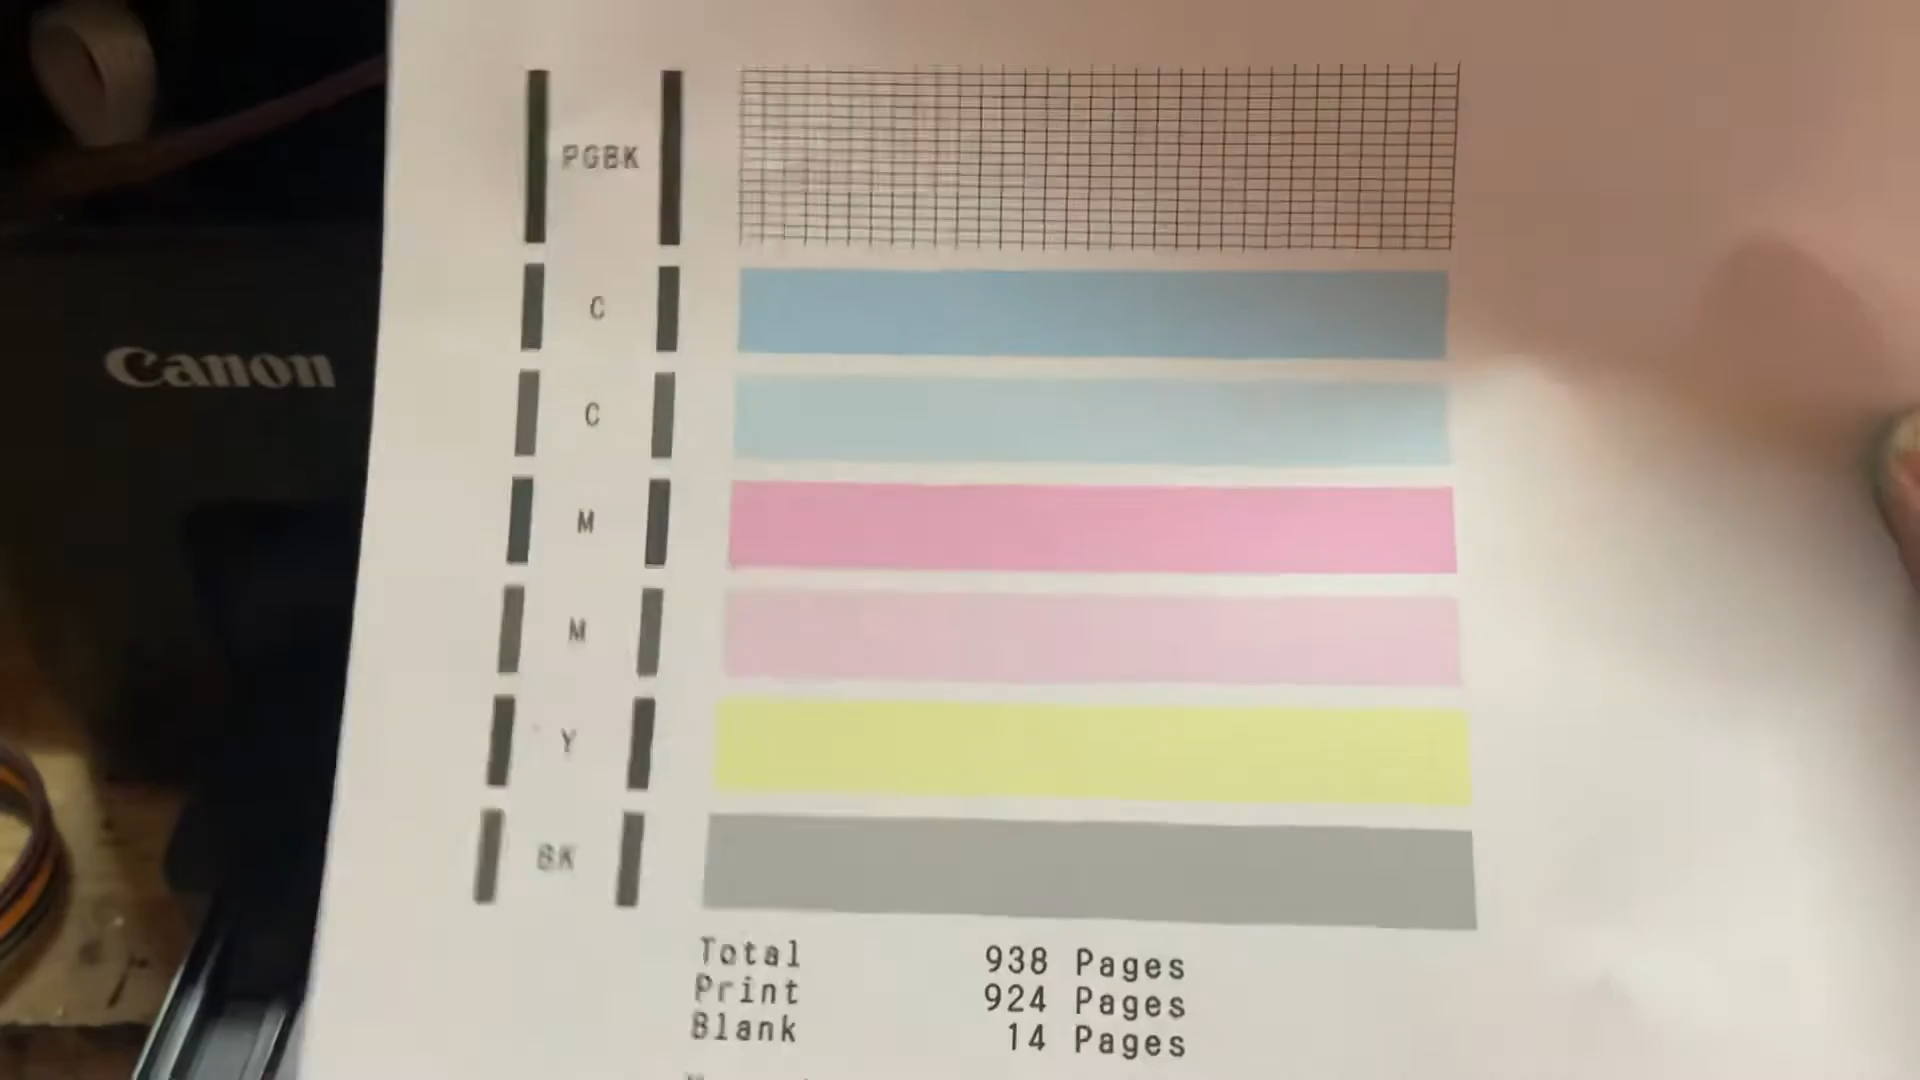 PGBK
C
Canon
C
M
M
Y
BK
Total 938 Pages
Print 924 Pages
Blank 14 Pages